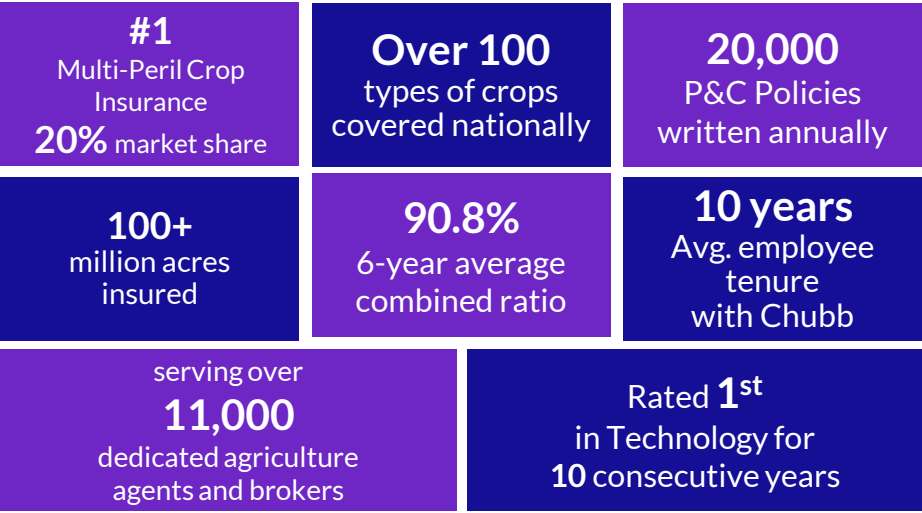 #1
Multi-Peril Crop
Insurance
20% market share
Over 100
types of crops
covered nationally
20,000
P&C Policies
written annually
100+
million acres
insured
90.8%
6-year average
combined ratio
10 years
Avg. employee
tenure
with Chubb
serving over
11,000
dedicated agriculture
agents and brokers
Rated 1st
in Technology for
10 consecutive years